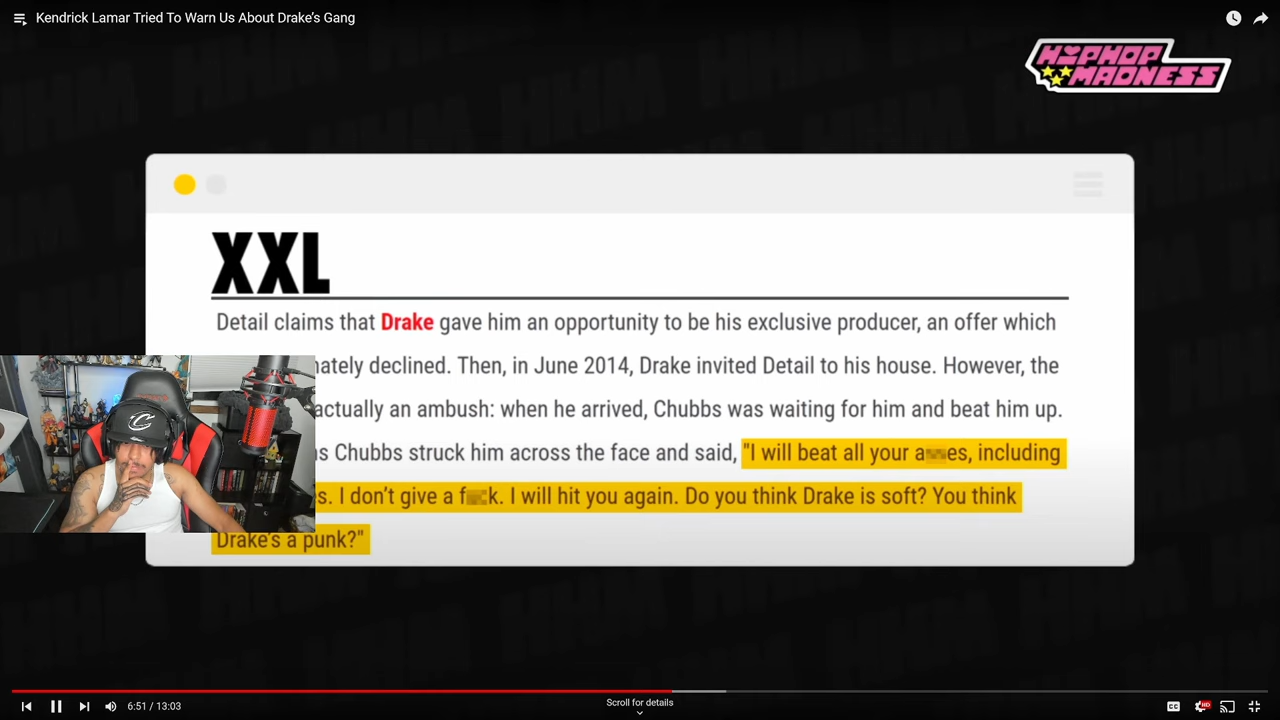 Kendrick Lamar Tried To Warn Us About Drake’s Gang
HIPHOP
MADNESS
XXL
Detail claims that Drake gave him an opportunity to be his exclusive producer, an offer which
nately declined. Then, in June 2014, Drake invited Detail to his house. However, the
actually an ambush: when he arrived, Chubbs was waiting for him and beat him up.
s Chubbs struck him across the face and said, "I will beat all your a es, including
s. I don’t give a f k. I will hit you again. Do you think Drake is soft? You think
Drake’s a punk?"
6:51 / 13:03
Scroll for details
CC
HD